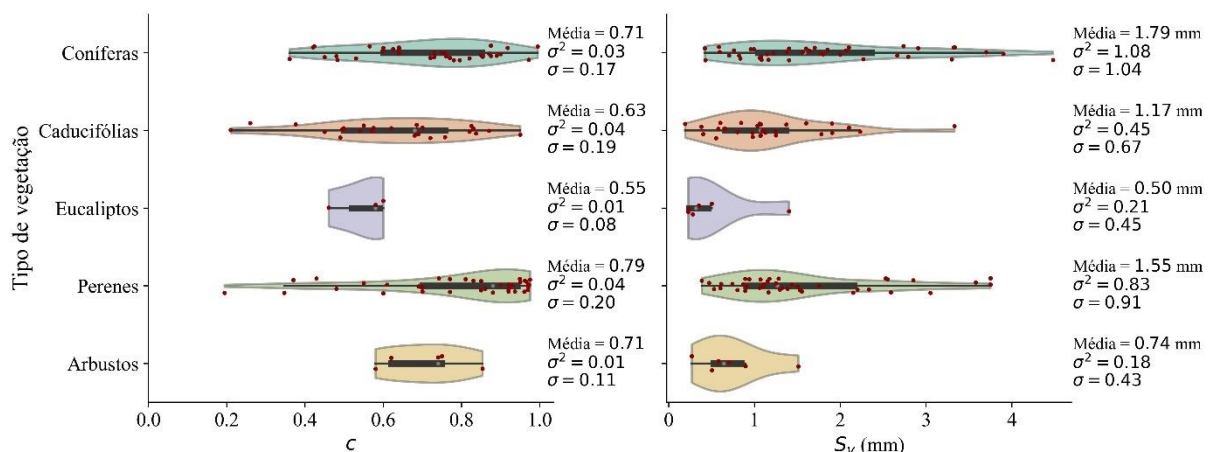 Tipo de vegetação
Coníferas
Caducifólias
Eucaliptos
Perenes
Arbustos
Média = 0.71
σ² = 0.03
σ = 0.17
Média = 0.63
σ² = 0.04
σ = 0.19
Média = 0.55
σ² = 0.01
σ = 0.08
Média = 0.79
σ² = 0.04
σ = 0.20
Média = 0.71
σ² = 0.01
σ = 0.11
0.0 0.2 0.4 0.6 0.8 1.0
c
Média = 1.79 mm
σ² = 1.08
σ = 1.04
Média = 1.17 mm
σ² = 0.45
σ = 0.67
Média = 0.50 mm
σ² = 0.21
σ = 0.45
Média = 1.55 mm
σ² = 0.83
σ = 0.91
Média = 0.74 mm
σ² = 0.18
σ = 0.43
0 1 2 3 4
(mm)